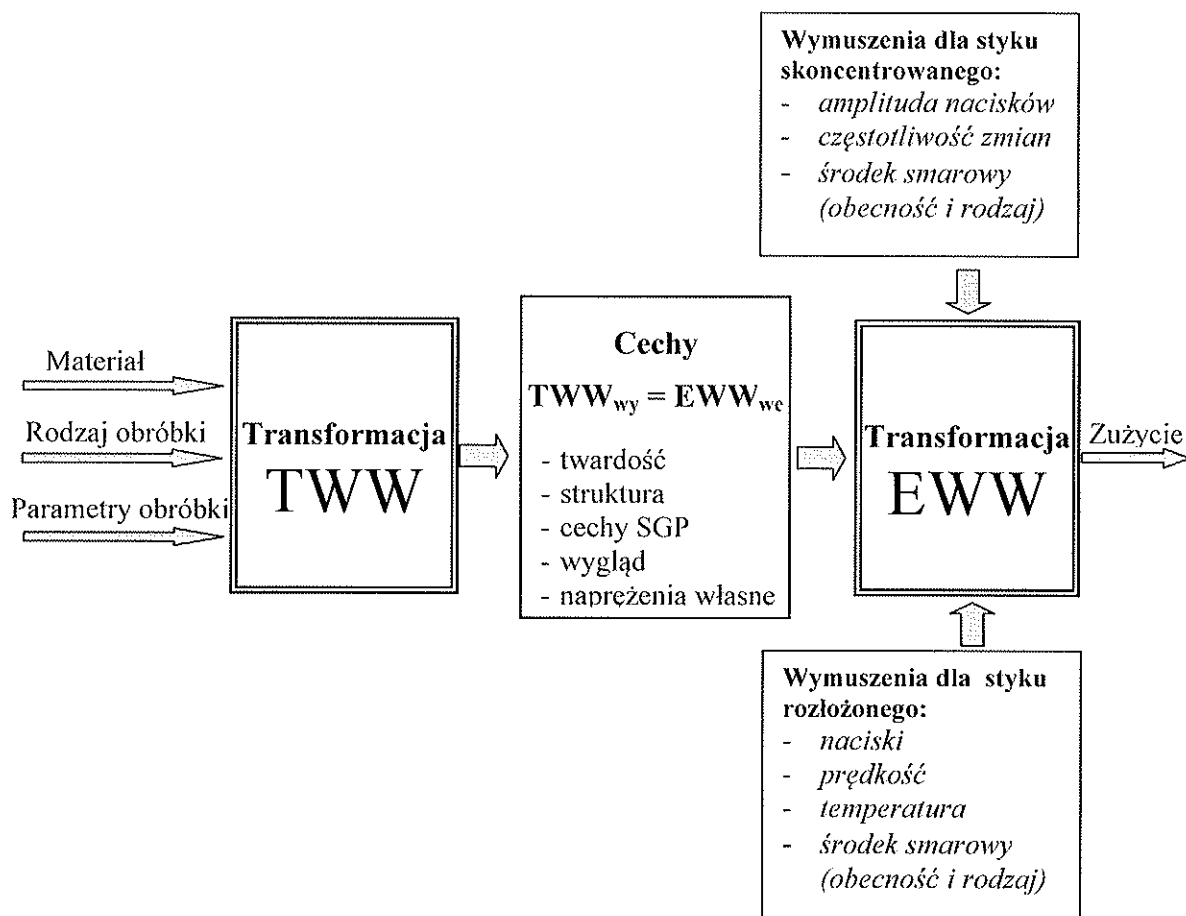 Wymuszenia dla styku
skoncentrowanego:
- amplituda nacisków
- częstotliwość zmian
- środek smarowy
(obecność i rodzaj)
Materiał
Rodzaj obróbki
Parametry obróbki
Transformacja
TWW
Cechy
TWWwy = EWWwe
- twardość
- struktura
- cechy SGP
- wygląd
- naprężenia własne
Transformacja
EWW
Zużycie
Wymuszenia dla styku
rozłożonego:
- naciski
- prędkość
- temperatura
- środek smarowy
(obecność i rodzaj)